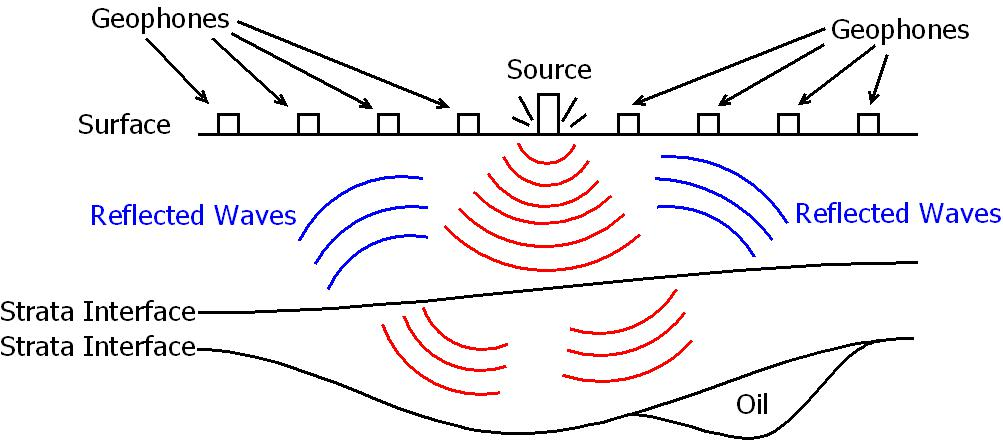 Geophones
Geophones
Source
Surface
Reflected Waves
Reflected Waves
Strata Interface
Strata Interface
Oil